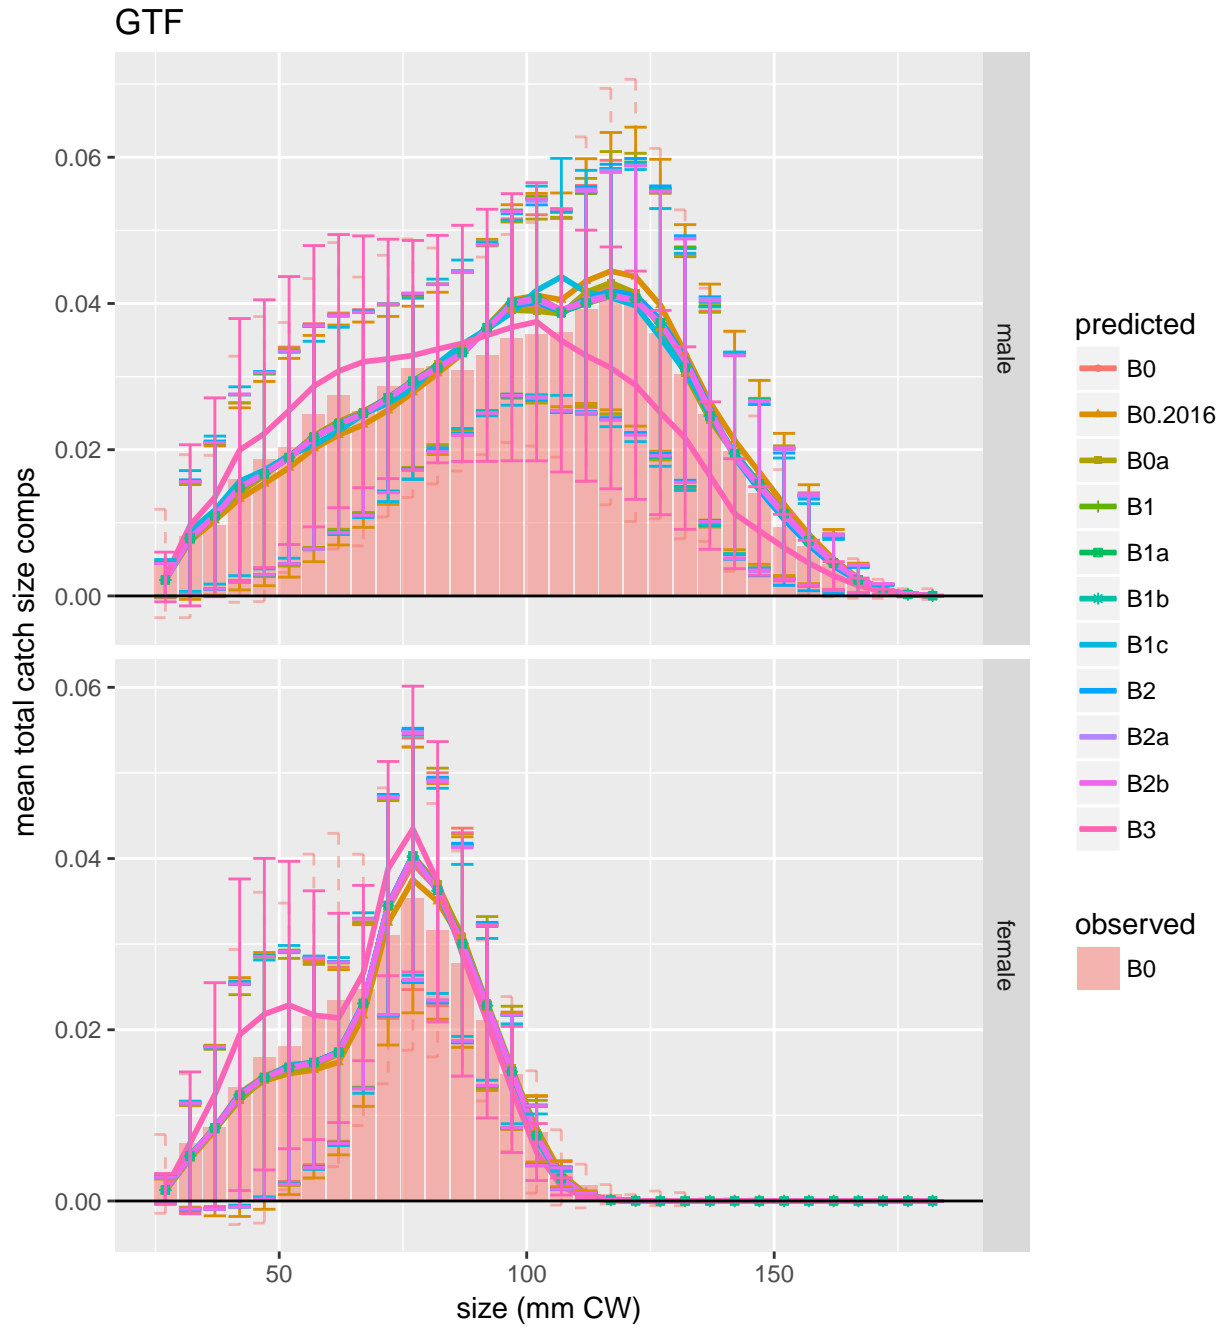 GTF
mean total catch size comps
0.06
0.04
0.02
0.00
male
0.06
0.04
0.02
0.00
female
50
100
150
size (mm CW)
predicted
B0
B0.2016
B0a
B1
B1a
B1b
B1c
B2
B2a
B2b
B3
observed
B0